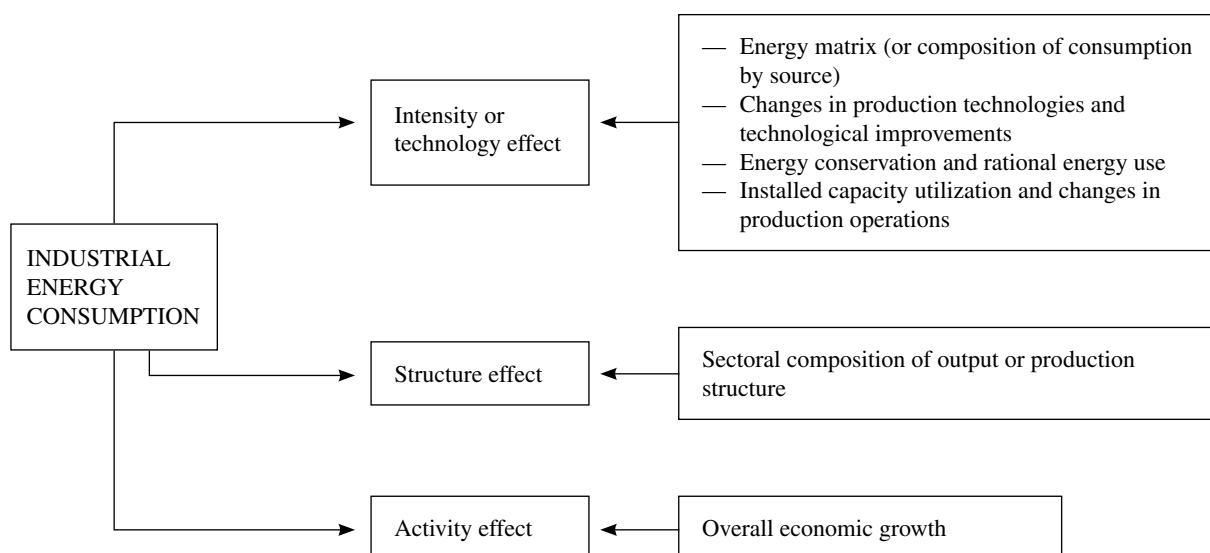 — Energy matrix (or composition of consumption
by source)
— Changes in production technologies and
technological improvements
— Energy conservation and rational energy use
— Installed capacity utilization and changes in
production operations
Intensity or
technology effect
INDUSTRIAL
ENERGY
CONSUMPTION
Structure effect
Sectoral composition of output or production
structure
Activity effect
Overall economic growth